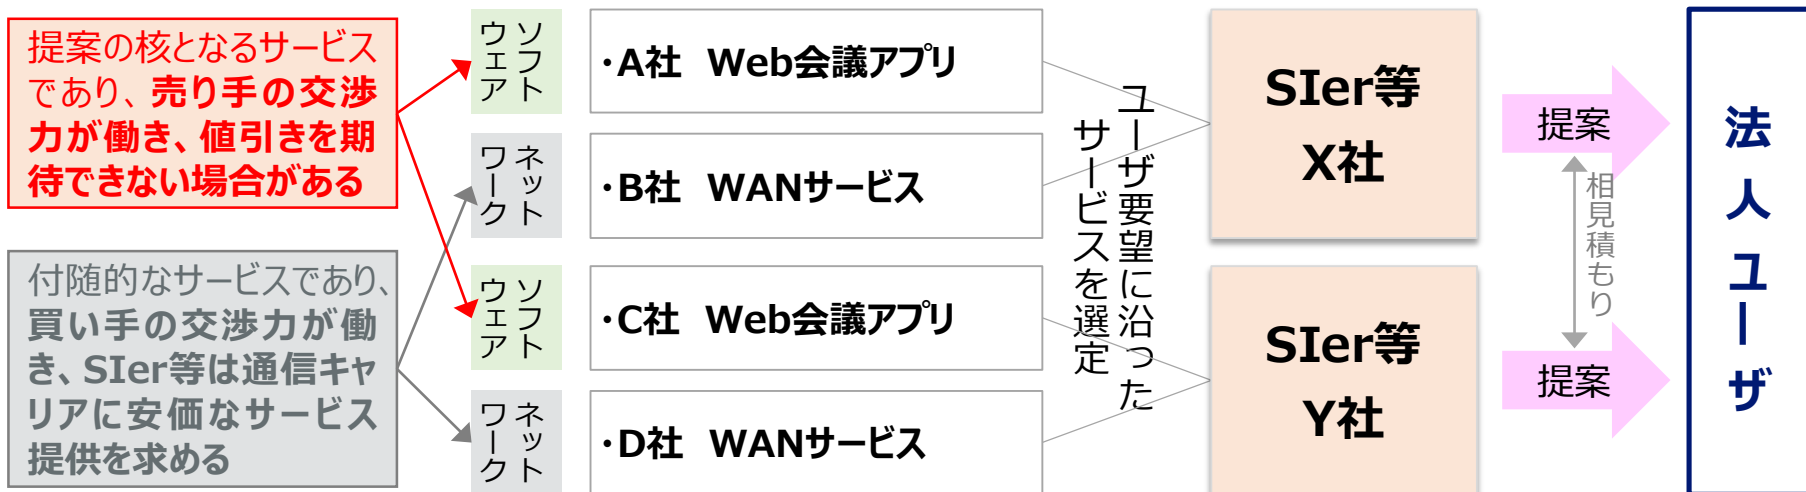 提案の核となるサービス
であり、売り手の交渉
力が働き、値引きを期
待できない場合がある
付随的なサービスであり、
買い手の交渉力が働
き、SIer等は通信キャ
リアに安価なサービス
提供を求める
ソフト
ウェア
・A社 Web会議アプリ
ネット
ワーク
・B社 WANサービス
ソフト
ウェア
・C社 Web会議アプリ
ネット
ワーク
・D社 WANサービス
ユーザ要望に沿った
サービスを選定
SIer等
X社
SIer等
Y社
提案
相見積もり
提案
法人ユーザ